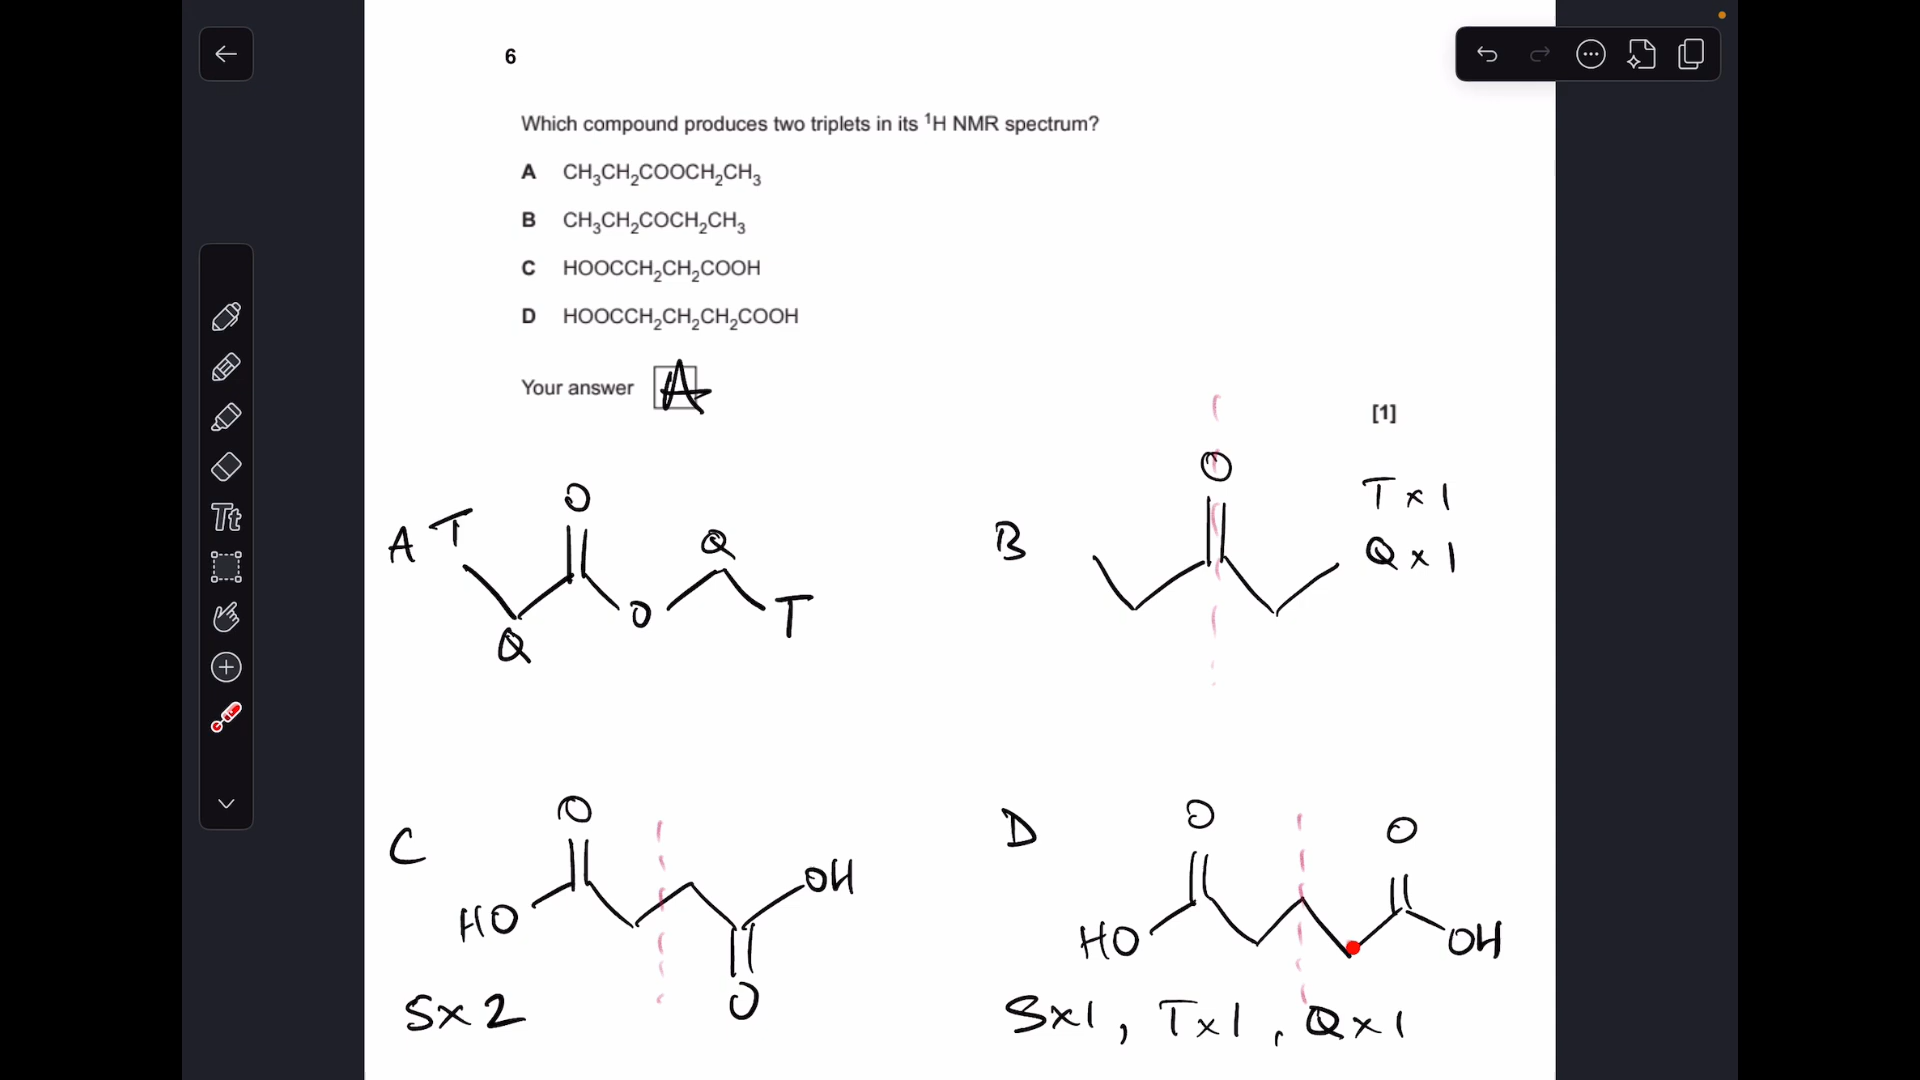 6
Which compound produces two triplets in its ¹H NMR spectrum?
A CH₃CH₂COOCH₂CH₃
B CH₃CH₂COCH₂CH₃
C HOOCCH₂CH₂COOH
D HOOCCH₂CH₂CH₂COOH
Your answer A
[1]
A T Q O O Q T
B O T x 1
Q x 1
C HO O O OH
S x 2
D HO O O OH
S x 1 , T x 1 , Q x 1
Tt